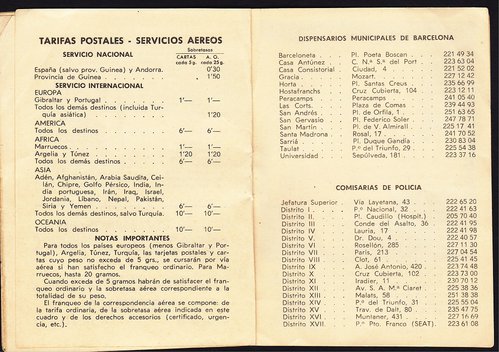 TARIFAS POSTALES - SERVICIOS AEREOS
Sobretasas
SERVICIO NACIONAL
CARTAS cada 5 g. A. O. cada 25 g.
España (salvo prov. Guinea) y Andorra. — 0'30
Provincia de Guinea . . . . . . — 1'50
SERVICIO INTERNACIONAL
EUROPA
Gibraltar y Portugal . . . . . . 1'— 1'—
Todos los demás destinos (incluída Turquía asiática) 1'20
AMERICA
Todos los destinos . . . . . . 6'— 6'—
AFRICA
Marruecos. . . . . . . 1'— 1'—
Argelia y Túnez . . . . . . 1'20 1'20
Todos los demás destinos . . . . 6'— 6'—
ASIA
Adén, Afghanistán, Arabia Saudita, Ceilán, Chipre, Golfo Pérsico, India, India portuguesa, Irán, Iraq, Israel,
Jordania, Líbano, Nepal, Pakistán,
Siria y Yemen . . . . . . 6'— 6'—
Todos los demás destinos, salvo Turquía. 10'— 10'—
OCEANIA
Todos los destinos . . . . . . 10'— 10'—
NOTAS IMPORTANTES
Para todos los países europeos (menos Gibraltar y Portugal), Argelia, Túnez, Turquía, las tarjetas postales y cartas cuyo peso no exceda de 5 grs., se cursarán por vía
aérea si han satisfecho el franqueo ordinario. Para Marruecos, hasta 20 gramos.
Cuando exceda de 5 gramos habrán de satisfacer el franqueo ordinario y la sobretasa aérea correspondiente a la
totalidad de su peso.
El franqueo de la correspondencia aérea se compone: de
la tarifa ordinaria, de la sobretasa aérea indicada en este
cuadro y de los derechos accesorios (certificado, urgencia, etc.).
DISPENSARIOS MUNICIPALES DE BARCELONA
Barceloneta . . Pl. Poeta Boscan . . . 221 49 34
Casa Antúnez . C. N.ª S.ª del Port . . 223 63 04
Casa Consistorial . Ciudad, 4 . . . . 221 52 02
Gracia . . . . Mozart. . . . . 227 12 42
Horta . . . . Pl. Santas Creus . . . 235 66 99
Hostafranchs . Cruz Cubierta, 104 . . 223 12 11
Peracamps . . Peracamps . . . . 205 41 40
Las Corts. . . Plaza de Comas . . . 239 44 93
San Andrés . . Pl. de Orfila, 1 . . . 251 63 65
San Gervasio . Pl. Federico Soler . . 247 78 71
San Martín . . Pl. de V. Almirall . . 225 17 41
Santa Madrona . Rosal, 17 . . . . 241 70 52
Sarriá . . . . Pl. Duque Gandía . . 230 83 04
Taulat . . . . P.º del Triunfo, 29 . . 225 54 38
Universidad . . Sepúlveda, 181. . . . 223 37 16
COMISARIAS DE POLICIA
Jefatura Superior . Vía Layetana, 43 . . . 222 65 20
Distrito I. . . P.º Nacional, 32 . . . 222 41 63
Distrito II. . . Pl. Caudillo (Hospit.) . 205 70 40
Distrito III . . Conde del Asalto, 36 . 222 41 95
Distrito IV . . Lauria, 17 . . . . 222 41 98
Distrito V. . . Dr. Dou, 4 . . . . 222 40 57
Distrito VI . . Rosellón, 285 . . . 227 11 30
Distrito VII . . París, 213 . . . . 227 04 54
Distrito VIII . . Clot, 61 . . . . 225 41 45
Distrito IX . . A. José Antonio, 420 . . 223 74 48
Distrito X . . Cruz Cubierta, 102 . . 223 73 00
Distrito XI . . Iradier, 11 . . . . 230 70 12
Distrito XII . . Av. S. A. M.ª Claret . 225 35 38
Distrito XIII . . Malats, 58 . . . . 251 38 38
Distrito XIV . . P.º del Triunfo, 31 . . 225 55 04
Distrito XV . . Trav. de Dalt, 80 . . 235 47 75
Distrito XVI . . Muntaner, 431 . . . 227 16 69
Distrito XVII. . P.º Pto. Franco (SEAT). 223 61 08